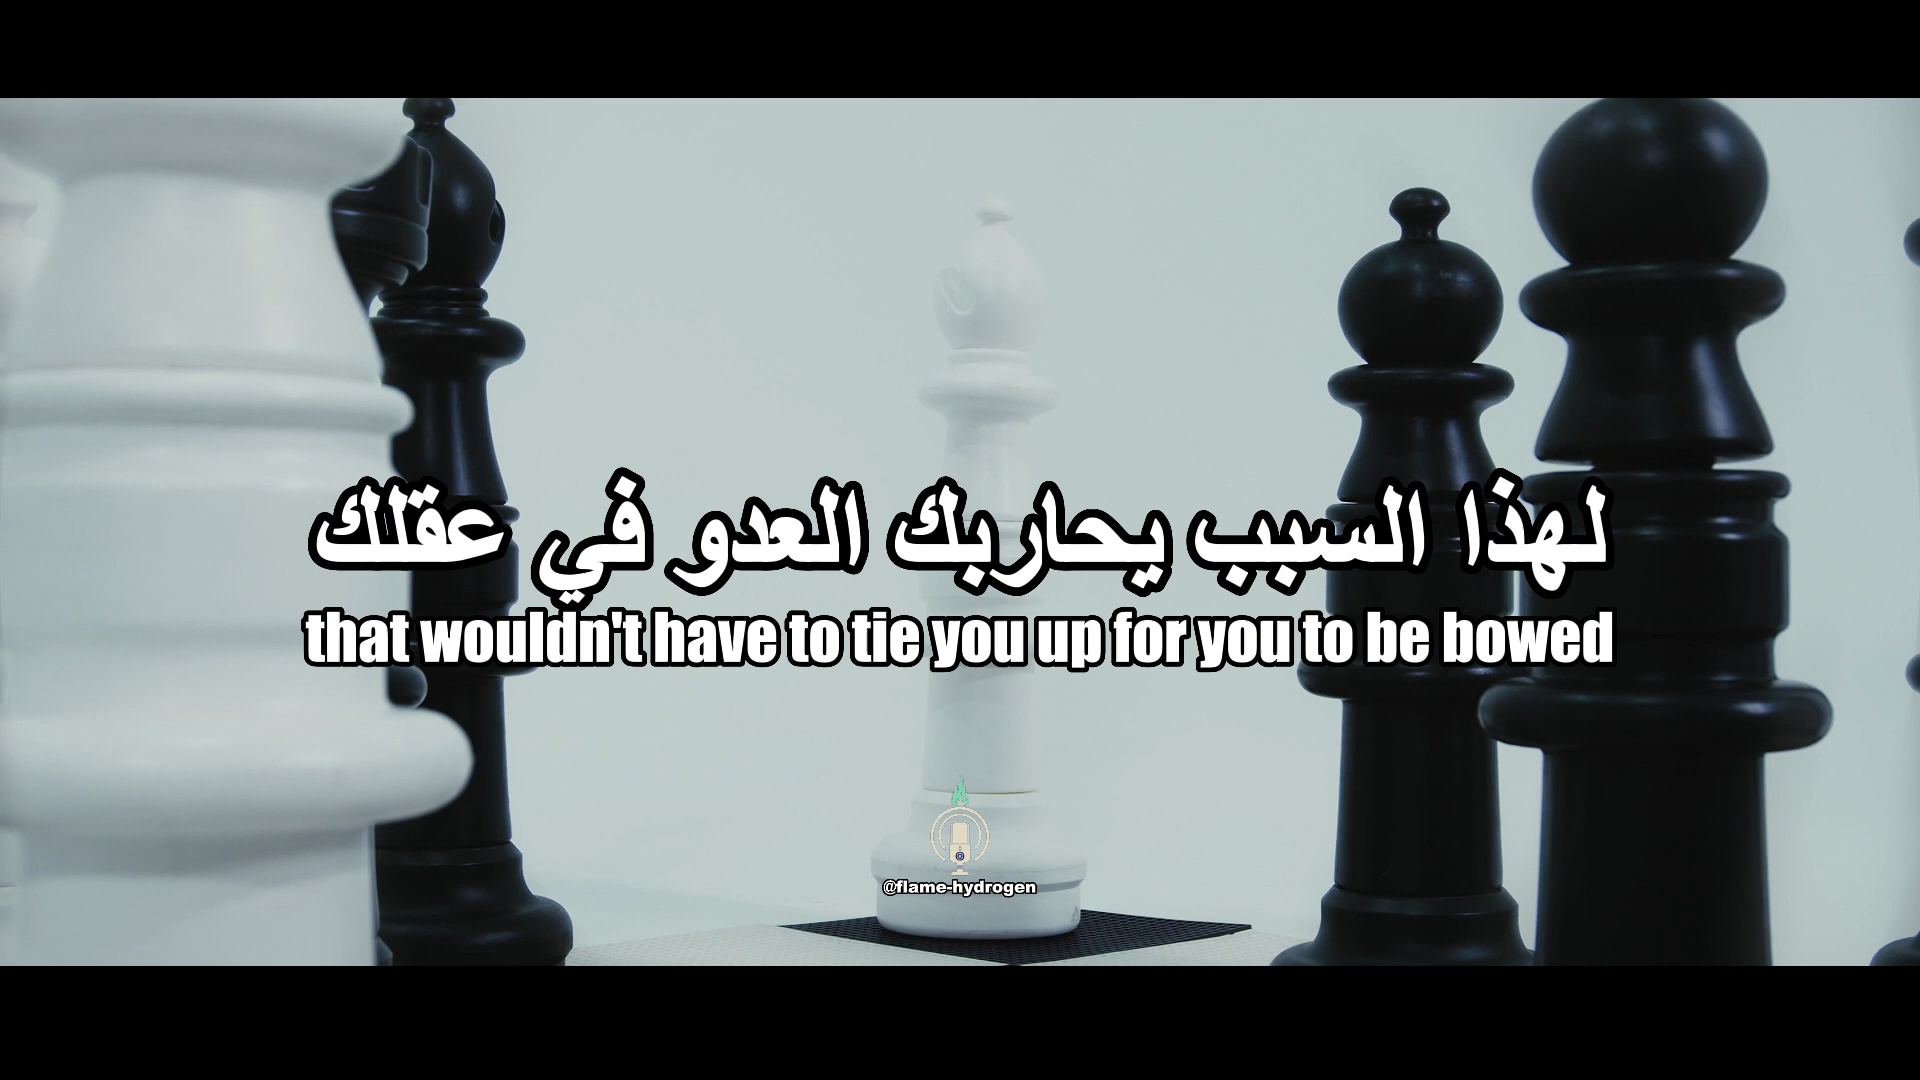 لهذا السبب يحاربك العدو في عقلك
that wouldn't have to tie you up for you to be bowed
@flame-hydrogen